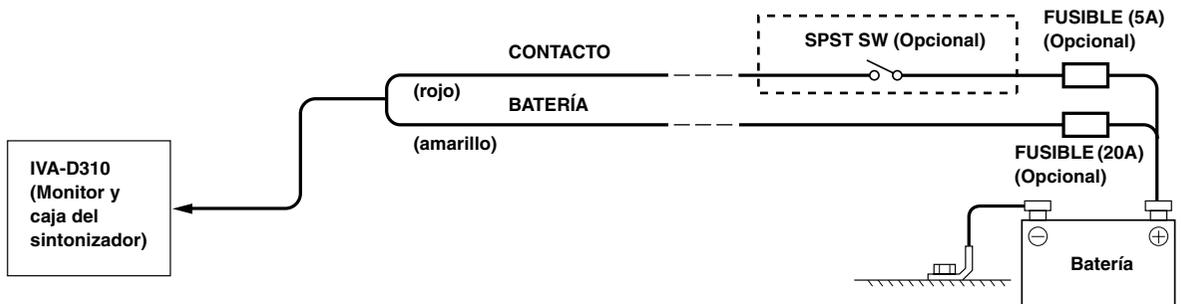 FUSIBLE (5A)
(Opcional)
SPST SW (Opcional)
CONTACTO
(rojo)
BATERÍA
(amarillo)
FUSIBLE (20A)
(Opcional)
IVA-D310
(Monitor y
caja del
sintonizador)
Batería